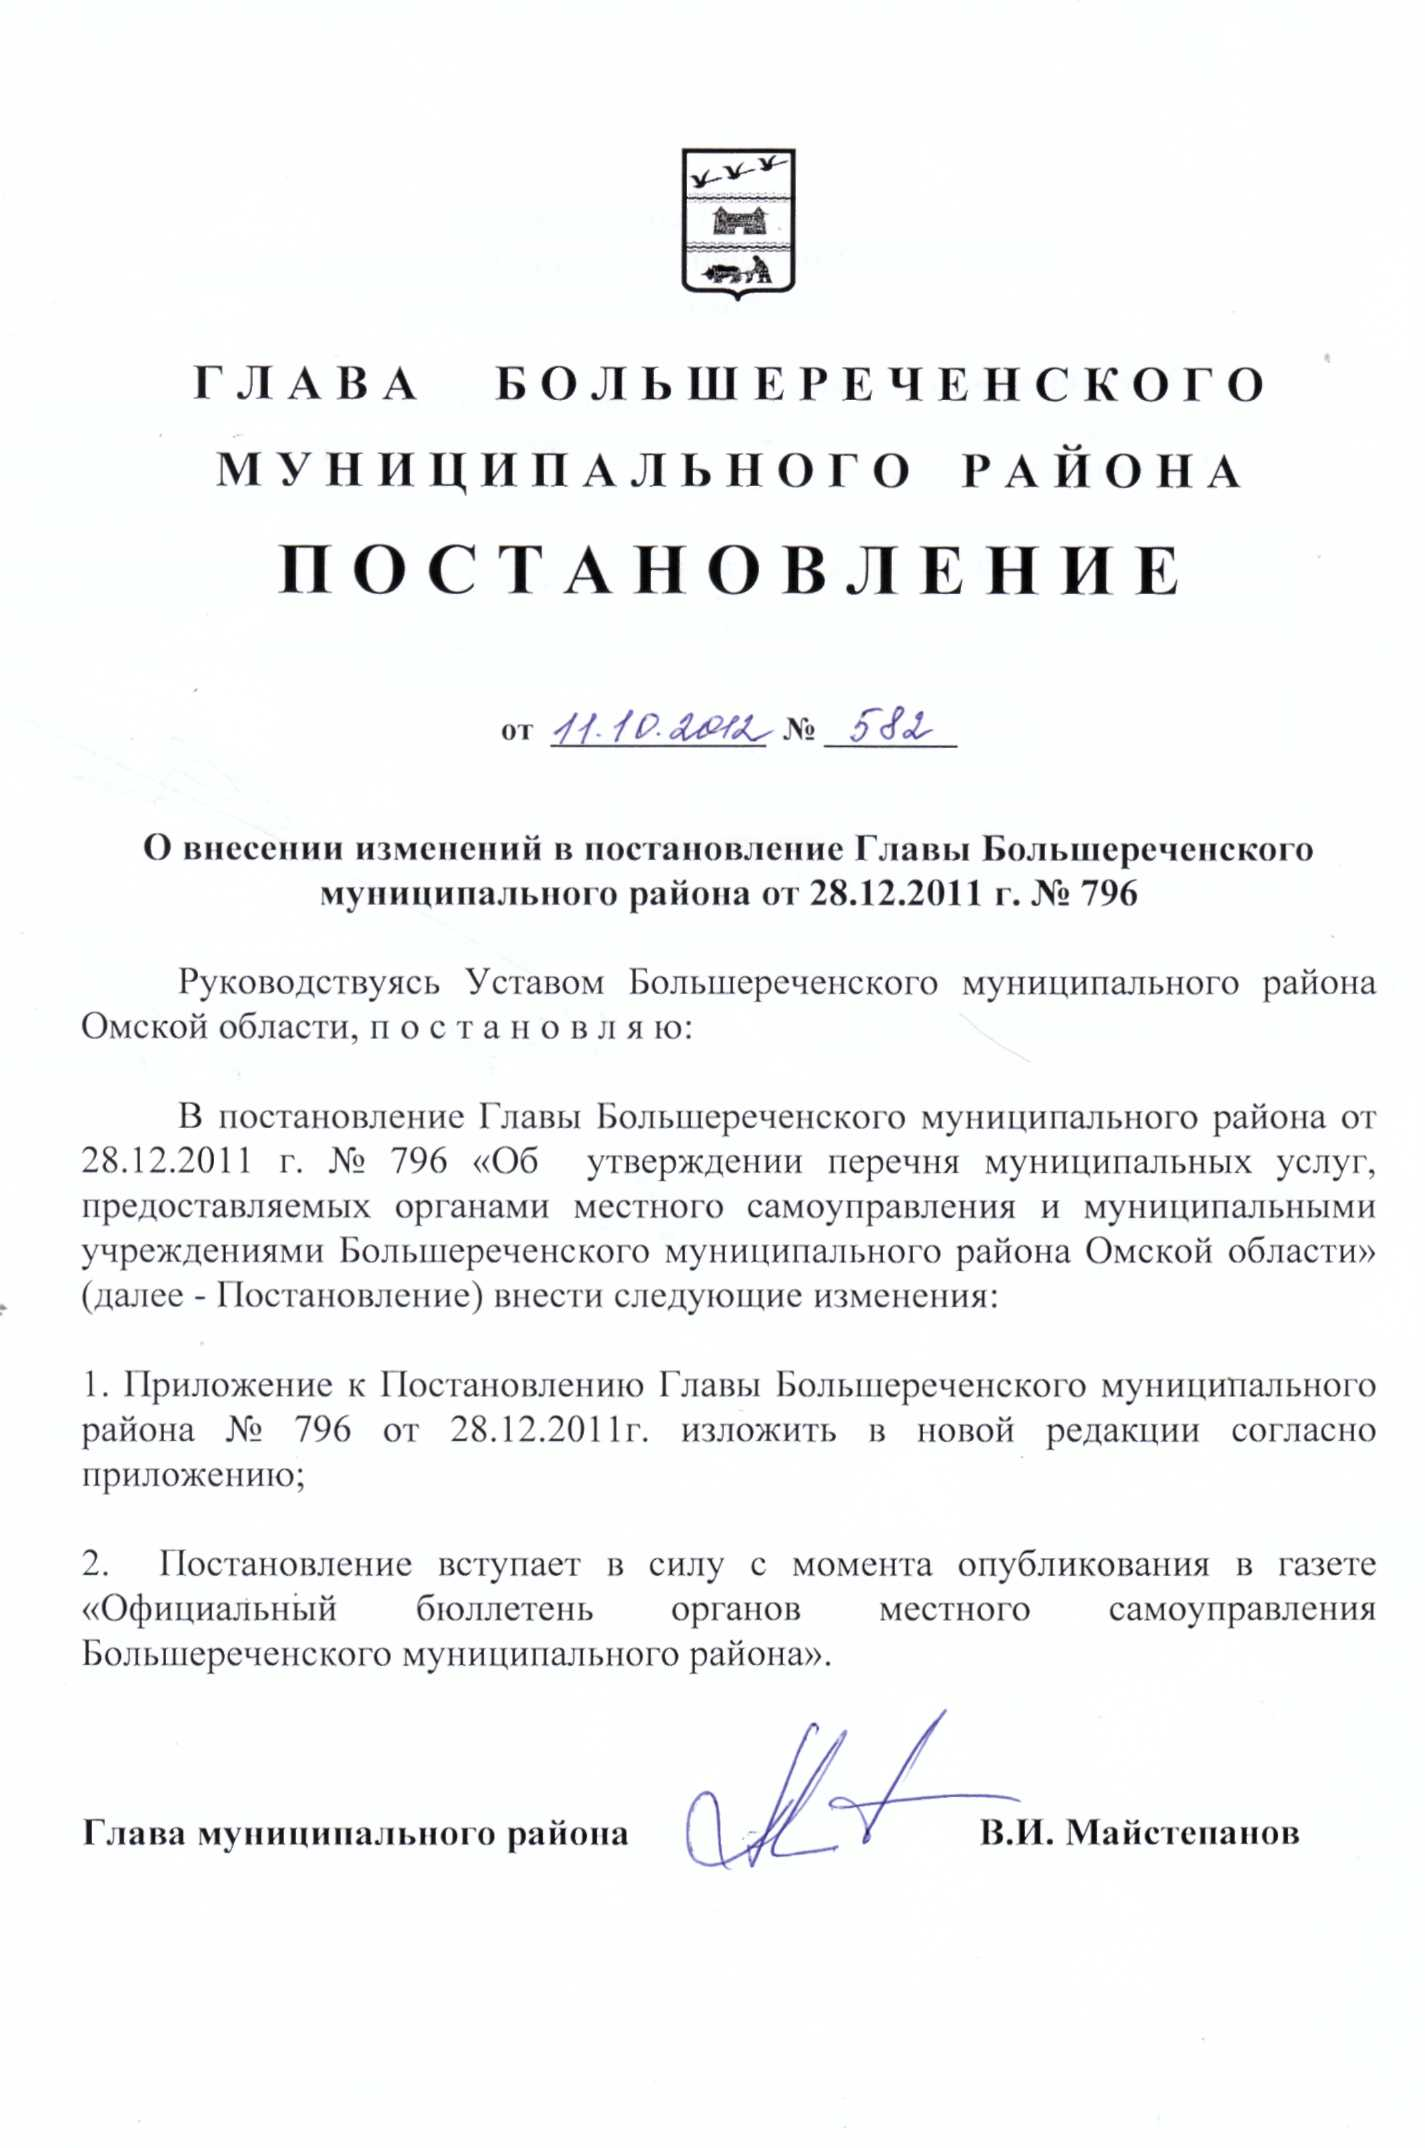 ГЛАВА БОЛЬШЕРЕЧЕНСКОГО
МУНИЦИПАЛЬНОГО РАЙОНА
ПОСТАНОВЛЕНИЕ
от 11.10.2012 № 582
О внесении изменений в постановление Главы Большереченского
муниципального района от 28.12.2011 г. № 796
Руководствуясь Уставом Большереченского муниципального района
Омской области, п о с т а н о в л я ю:
В постановление Главы Большереченского муниципального района от
28.12.2011 г. № 796 «Об утверждении перечня муниципальных услуг,
предоставляемых органами местного самоуправления и муниципальными
учреждениями Большереченского муниципального района Омской области»
(далее - Постановление) внести следующие изменения:
1. Приложение к Постановлению Главы Большереченского муниципального
района № 796 от 28.12.2011г. изложить в новой редакции согласно
приложению;
2. Постановление вступает в силу с момента опубликования в газете
«Официальный бюллетень органов местного самоуправления
Большереченского муниципального района».
Глава муниципального района В.И. Майстепанов